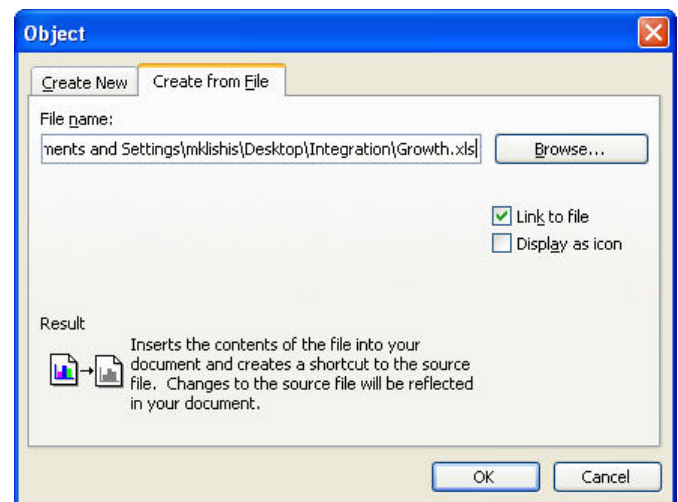 Object
Create New
Create from File
File name:
ments and Settings\mklishis\Desktop\Integration\Growth.xls
Browse...
Link to file
Display as icon
Result
Inserts the contents of the file into your
document and creates a shortcut to the source
file. Changes to the source file will be reflected
in your document.
OK
Cancel